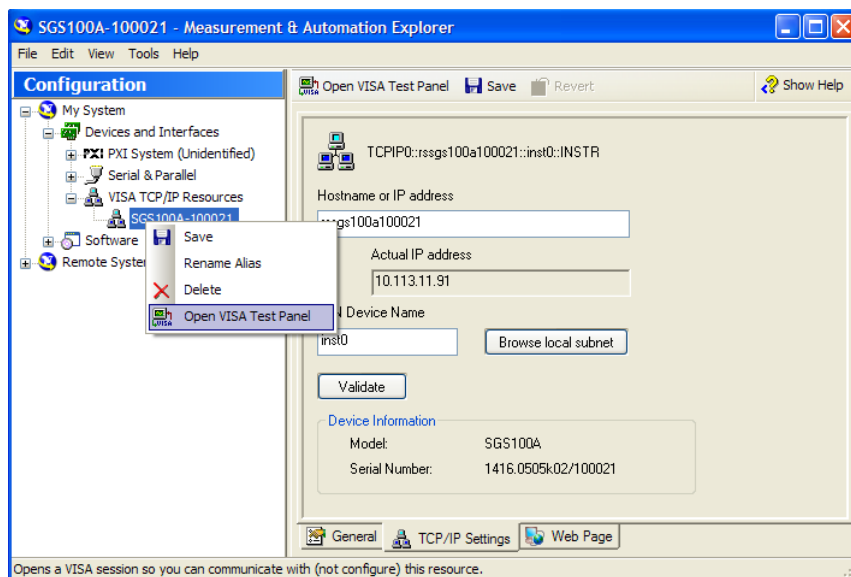 SGS100A-100021 - Measurement & Automation Explorer
File Edit View Tools Help
Configuration
My System
Devices and Interfaces
PXI PXI System (Unidentified)
Serial & Parallel
VISA TCP/IP Resources
SGS100A-100021
Software
Remote Syste
Save
Rename Alias
Delete
Open VISA Test Panel
Open VISA Test Panel Save Revert Show Help
TCPIP0::rssgs100a100021::inst0::INSTR
Hostname or IP address
rssgs100a100021
Actual IP address
10.113.11.91
N Device Name
inst0 Browse local subnet
Validate
Device Information
Model: SGS100A
Serial Number: 1416.0505k02/100021
General TCP/IP Settings Web Page
Opens a VISA session so you can communicate with (not configure) this resource.